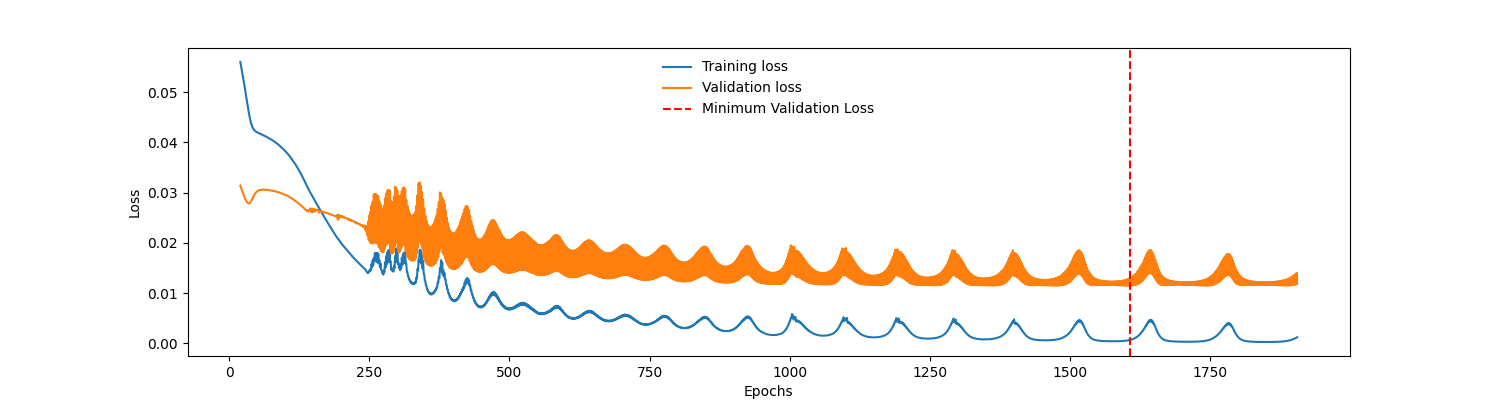 Training loss
Validation loss
Minimum Validation Loss
Loss
0.05
0.04
0.03
0.02
0.01
0.00
0 250 500 750 1000 1250 1500 1750
Epochs